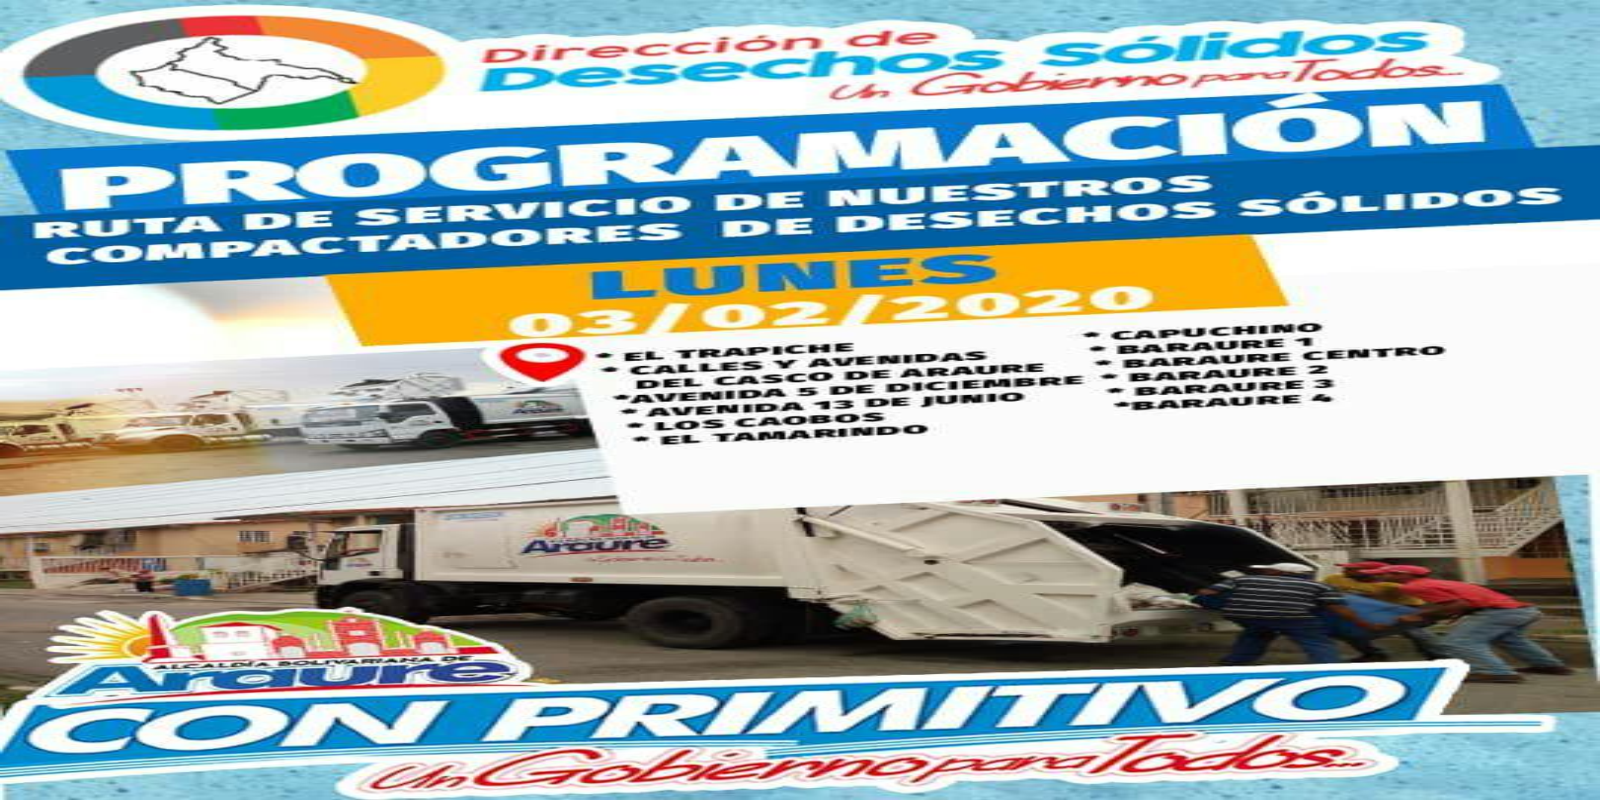 Dirección de
Desechos Sólidos
Un Gobierno para Todos...
PROGRAMACIÓN
RUTA DE SERVICIO DE NUESTROS
COMPACTADORES DE DESECHOS SÓLIDOS
LUNES
03/02/2020
* EL TRAPICHE
* CALLES Y AVENIDAS
DEL CASCO DE ARAURE
*AVENIDA 5 DE DICIEMBRE
* AVENIDA 13 DE JUNIO
* LOS CAOBOS
* EL TAMARINDO
* CAPUCHINO
* BARAURE 1
* BARAURE CENTRO
* BARAURE 2
* BARAURE 3
*BARAURE 4
Araure
ALCALDÍA BOLIVARIANA DE
Araure
CON PRIMITIVO
Un Gobierno para Todos...